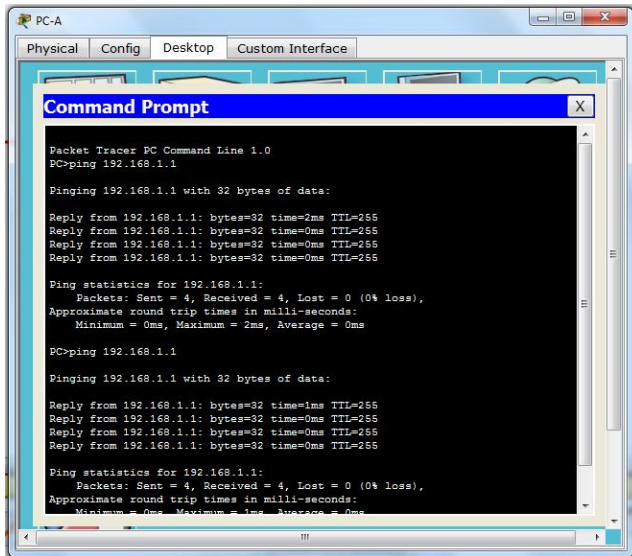 PC-A
Physical Config Desktop Custom Interface
Command Prompt
X
Packet Tracer PC Command Line 1.0
PC>ping 192.168.1.1
Pinging 192.168.1.1 with 32 bytes of data:
Reply from 192.168.1.1: bytes=32 time=2ms TTL=255
Reply from 192.168.1.1: bytes=32 time=0ms TTL=255
Reply from 192.168.1.1: bytes=32 time=0ms TTL=255
Reply from 192.168.1.1: bytes=32 time=0ms TTL=255
Ping statistics for 192.168.1.1:
Packets: Sent = 4, Received = 4, Lost = 0 (0% loss),
Approximate round trip times in milli-seconds:
Minimum = 0ms, Maximum = 2ms, Average = 0ms
PC>ping 192.168.1.1
Pinging 192.168.1.1 with 32 bytes of data:
Reply from 192.168.1.1: bytes=32 time=1ms TTL=255
Reply from 192.168.1.1: bytes=32 time=0ms TTL=255
Reply from 192.168.1.1: bytes=32 time=0ms TTL=255
Reply from 192.168.1.1: bytes=32 time=0ms TTL=255
Ping statistics for 192.168.1.1:
Packets: Sent = 4, Received = 4, Lost = 0 (0% loss),
Approximate round trip times in milli-seconds:
Minimum = 0ms, Maximum = 1ms, Average = 0ms